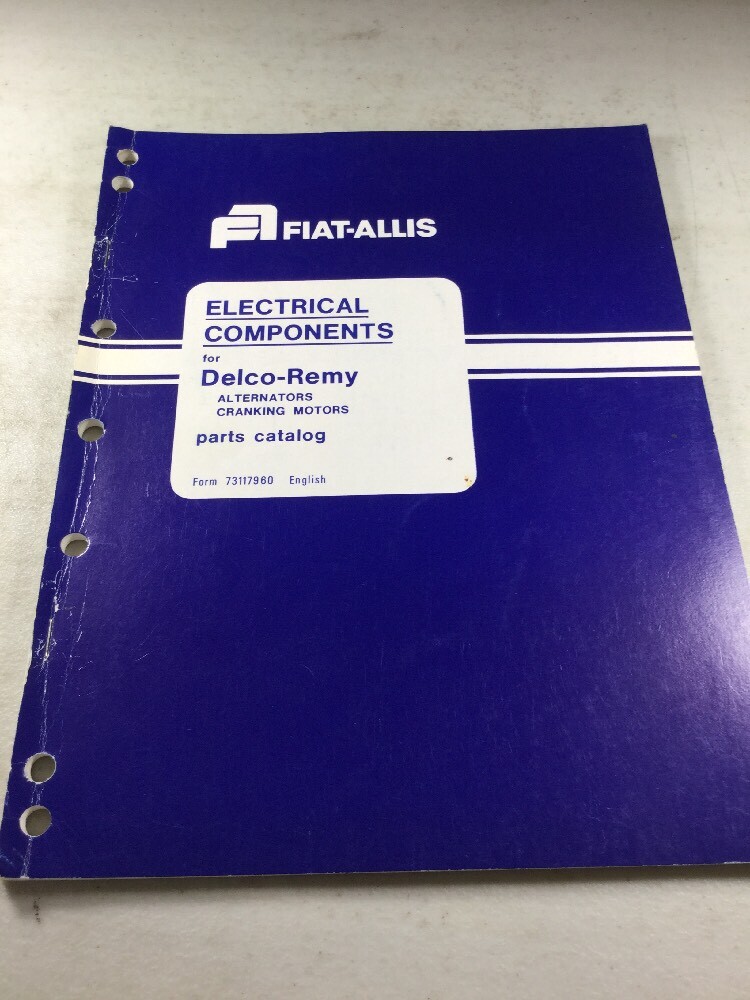 FIAT-ALLIS
ELECTRICAL
COMPONENTS
for
Delco-Remy
ALTERNATORS
CRANKING MOTORS
parts catalog
Form 73117960 English